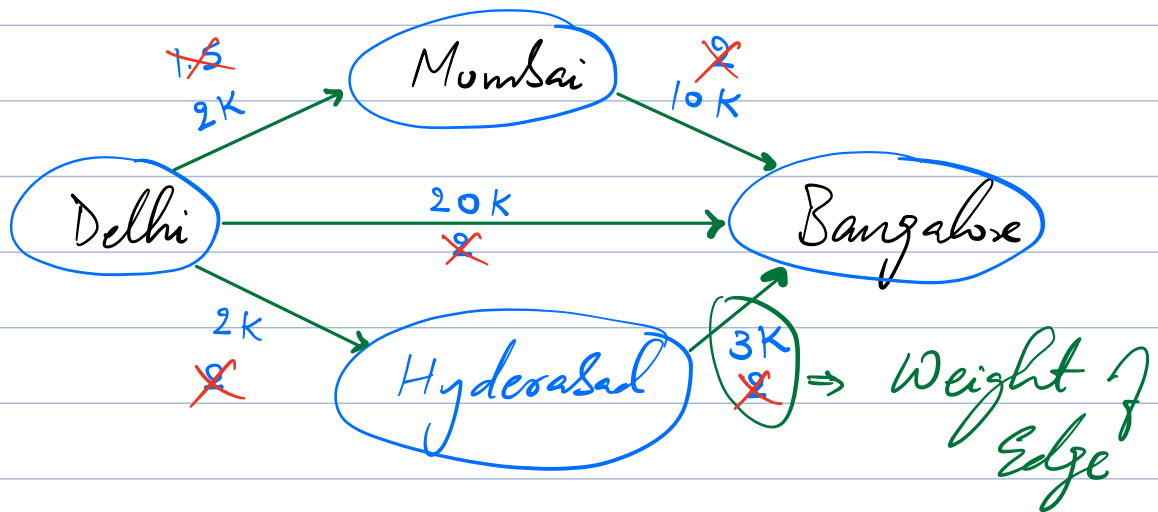 1.5
2K
Mumbai
2
10K
Delhi
20K
2
Bangalore
2K
2
Hyderabad
3K
2
⇒ Weight of
Edge